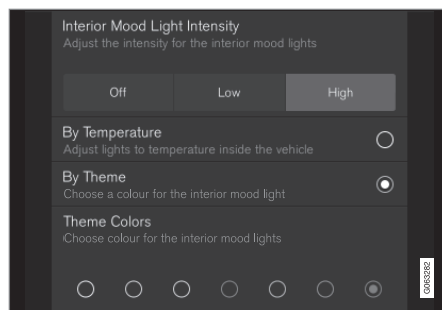 Interior Mood Light Intensity
Adjust the intensity for the interior mood lights
Off Low High
By Temperature
Adjust lights to temperature inside the vehicle
By Theme
Choose a colour for the interior mood light
Theme Colors
Choose colour for the interior mood lights
G063282